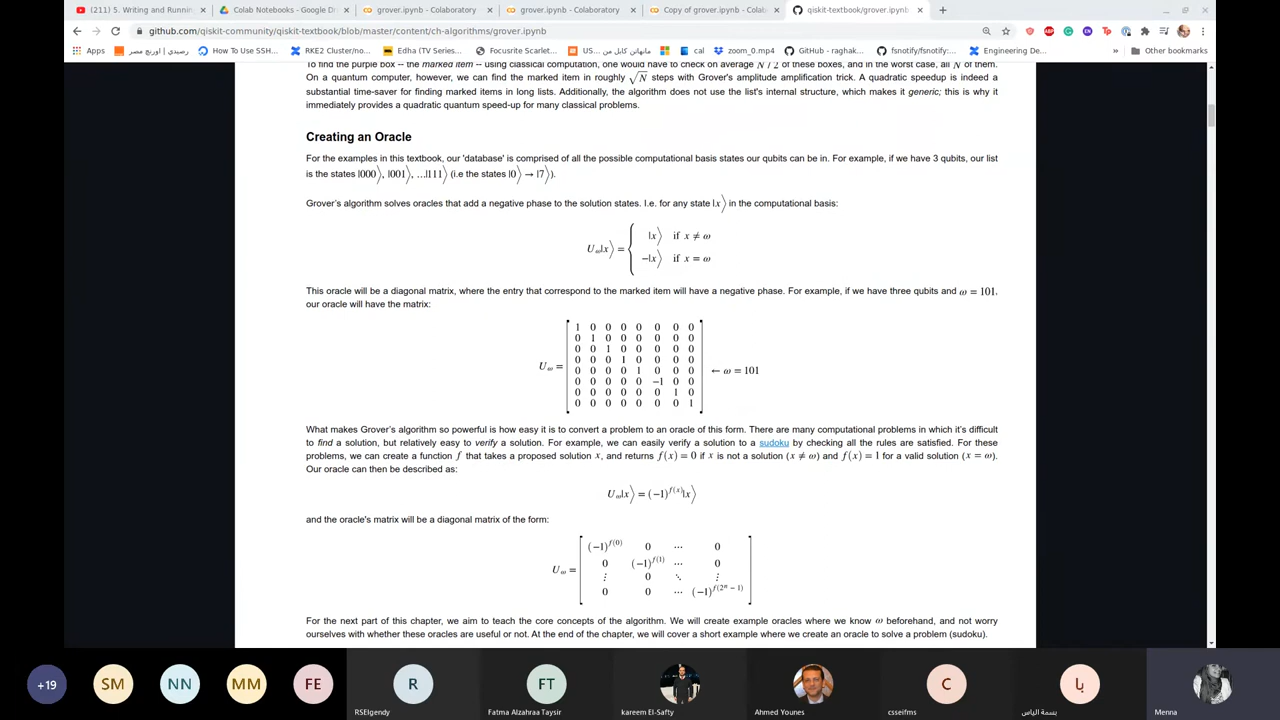 (211) 5. Writing and Runnin
Colab Notebooks - Google Dr
grover.ipynb - Colaboratory
grover.ipynb - Colaboratory
Copy of grover.ipynb - Colab
qiskit-textbook/grover.ipynb
github.com/qiskit-community/qiskit-textbook/blob/master/content/ch-algorithms/grover.ipynb
Apps
رصيدي | اورنچ مصر
How To Use SSH...
RKE2 Cluster/no...
Edha (TV Series...
Focusrite Scarlett...
US...
مانهاتن كابل من
cal
zoom_0.mp4
GitHub - raghak...
fsnotify/fsnotify:...
Engineering
De...
»
Other bookmarks
To find the purple box -- the marked item -- using classical computation, one would have to check on average N / 2 of these boxes, and in the worst case, all N of them.
On a quantum computer, however, we can find the marked item in roughly √N steps with Grover's amplitude amplification trick. A quadratic speedup is indeed a
substantial time-saver for finding marked items in long lists. Additionally, the algorithm does not use the list's internal structure, which makes it generic; this is why it
immediately provides a quadratic quantum speed-up for many classical problems.
Creating an Oracle
For the examples in this textbook, our 'database' is comprised of all the possible computational basis states our qubits can be in. For example, if we have 3 qubits, our list
is the states |000⟩, |001⟩, …|111⟩ (i.e the states |0⟩ → |7⟩).
Grover's algorithm solves oracles that add a negative phase to the solution states. I.e. for any state |x⟩ in the computational basis:
U_ω|x⟩ = { |x⟩ if x ≠ ω
−|x⟩ if x = ω
This oracle will be a diagonal matrix, where the entry that correspond to the marked item will have a negative phase. For example, if we have three qubits and ω = 101,
our oracle will have the matrix:
1 0 0 0 0 0 0 0
0 1 0 0 0 0 0 0
0 0 1 0 0 0 0 0
0 0 0 1 0 0 0 0
U_ω = 0 0 0 0 1 0 0 0 ← ω = 101
0 0 0 0 0 −1 0 0
0 0 0 0 0 0 1 0
0 0 0 0 0 0 0 1
What makes Grover's algorithm so powerful is how easy it is to convert a problem to an oracle of this form. There are many computational problems in which it's difficult
to find a solution, but relatively easy to verify a solution. For example, we can easily verify a solution to a sudoku by checking all the rules are satisfied. For these
problems, we can create a function f that takes a proposed solution x, and returns f(x) = 0 if x is not a solution (x ≠ ω) and f(x) = 1 for a valid solution (x = ω).
Our oracle can then be described as:
U_ω|x⟩ = (−1)^f(x)|x⟩
and the oracle's matrix will be a diagonal matrix of the form:
(−1)^f(0) 0 ⋯ 0
0 (−1)^f(1) ⋯ 0
U_ω = ⋮ 0 ⋱ ⋮
0 0 ⋯ (−1)^f(2^n − 1)
For the next part of this chapter, we aim to teach the core concepts of the algorithm. We will create example oracles where we know ω beforehand, and not worry
ourselves with whether these oracles are useful or not. At the end of the chapter, we will cover a short example where we create an oracle to solve a problem (sudoku).
+19
SM
NN
MM
FE
R
FT
C
با
RSElgendy
Fatma Alzahraa Taysir
kareem El-Safty
Ahmed Younes
csseifms
بسمة الياس
Menna